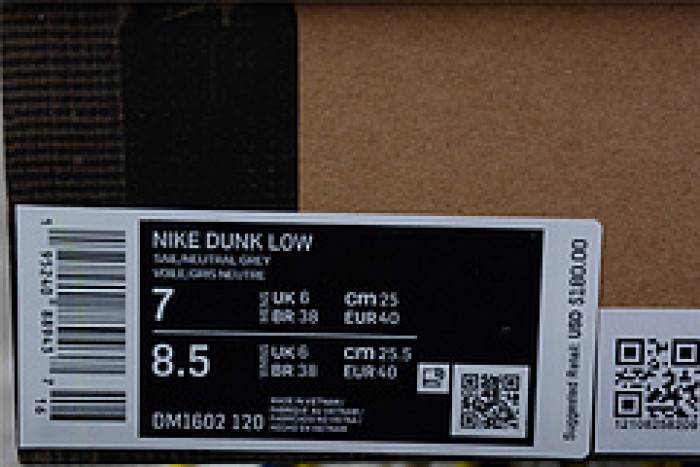 NIKE DUNK LOW
SAIL/NEUTRAL GREY
VOILE/GRIS NEUTRE
7
UK 6
cm 25
BR 38
EUR 40
8.5
UK 6
cm 25.5
BR 38
EUR 40
DM1602 120
MADE IN VIETNAM
Suggested Retail: USD $180.00